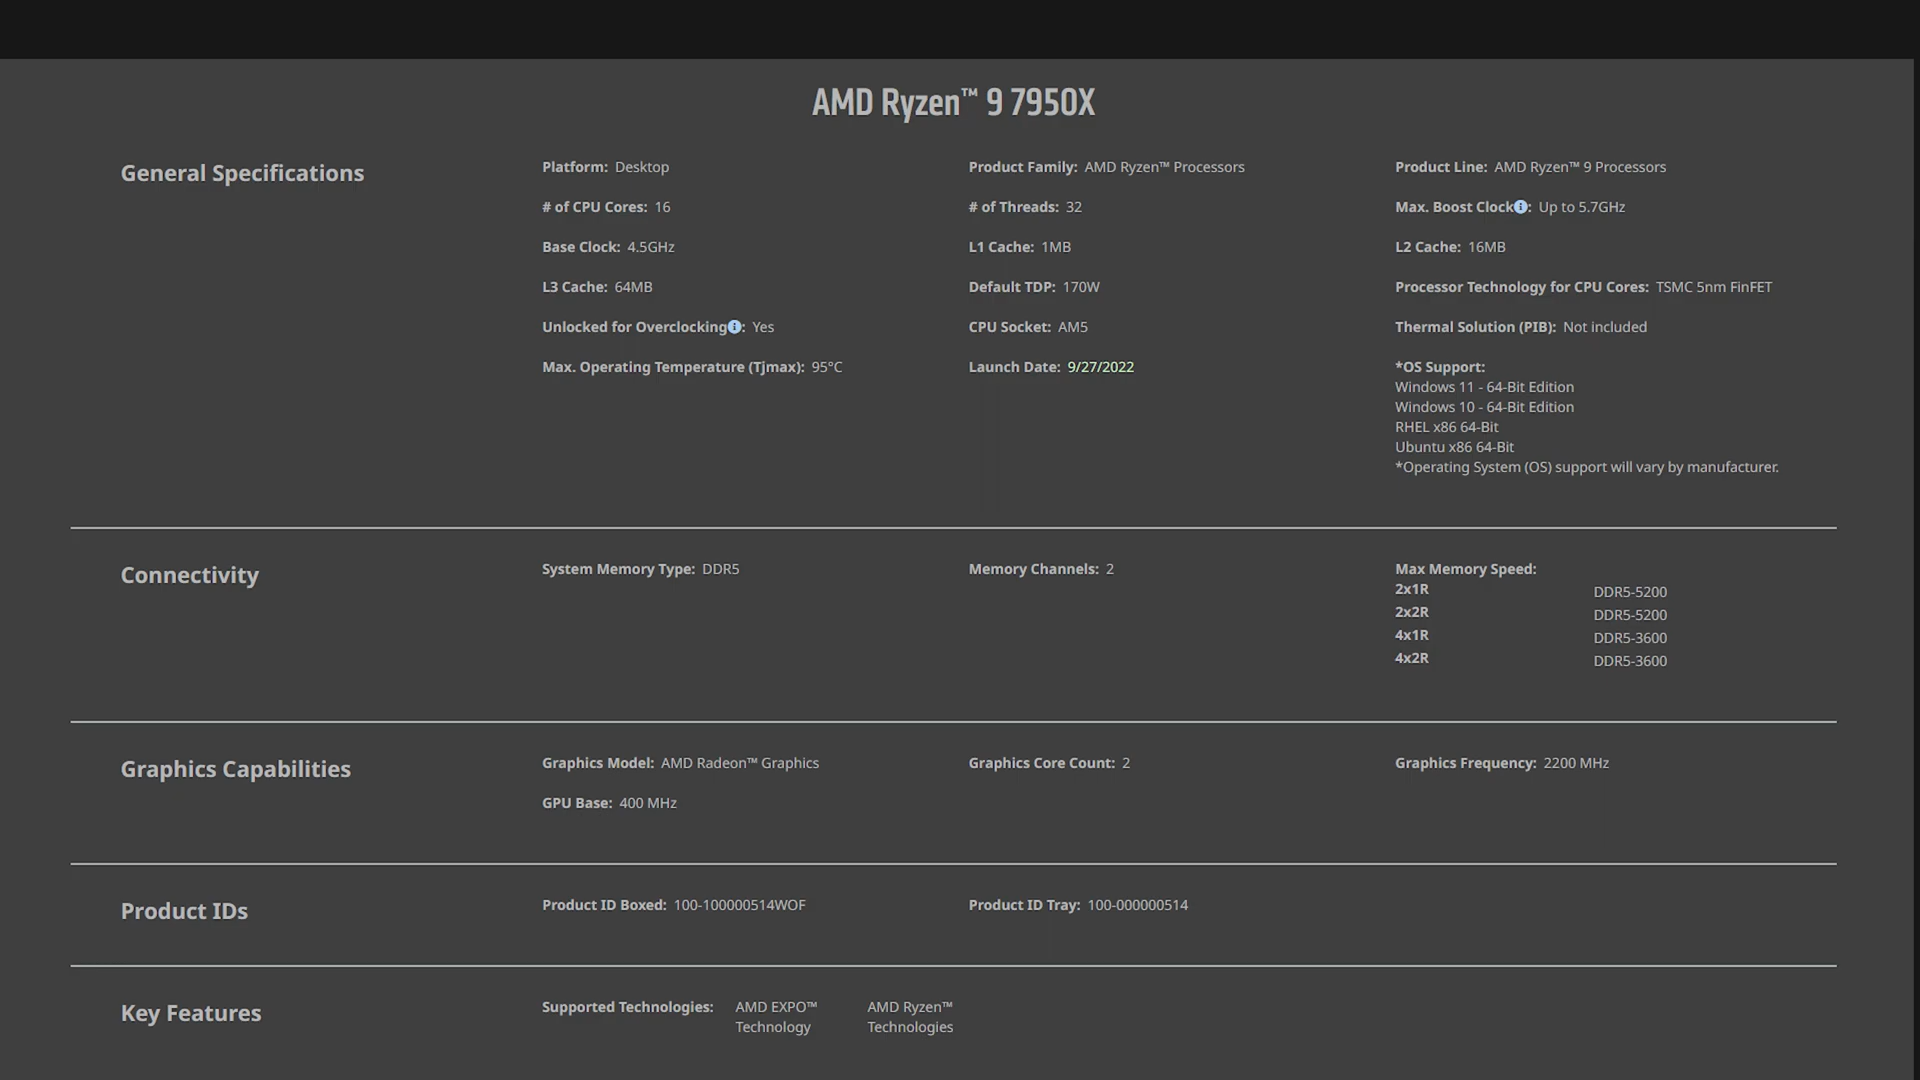 AMD Ryzen™ 9 7950X
General Specifications
Platform: Desktop
Product Family: AMD Ryzen™ Processors
Product Line: AMD Ryzen™ 9 Processors
# of CPU Cores: 16
# of Threads: 32
Max. Boost Clock: Up to 5.7GHz
Base Clock: 4.5GHz
L1 Cache: 1MB
L2 Cache: 16MB
L3 Cache: 64MB
Default TDP: 170W
Processor Technology for CPU Cores: TSMC 5nm FinFET
Unlocked for Overclocking: Yes
CPU Socket: AM5
Thermal Solution (PIB): Not included
Max. Operating Temperature (Tjmax): 95°C
Launch Date: 9/27/2022
*OS Support:
Windows 11 - 64-Bit Edition
Windows 10 - 64-Bit Edition
RHEL x86 64-Bit
Ubuntu x86 64-Bit
*Operating System (OS) support will vary by manufacturer.
Connectivity
System Memory Type: DDR5
Memory Channels: 2
Max Memory Speed:
2x1R DDR5-5200
2x2R DDR5-5200
4x1R DDR5-3600
4x2R DDR5-3600
Graphics Capabilities
Graphics Model: AMD Radeon™ Graphics
Graphics Core Count: 2
Graphics Frequency: 2200 MHz
GPU Base: 400 MHz
Product IDs
Product ID Boxed: 100-100000514WOF
Product ID Tray: 100-000000514
Key Features
Supported Technologies:
AMD EXPO™
Technology
AMD Ryzen™
Technologies